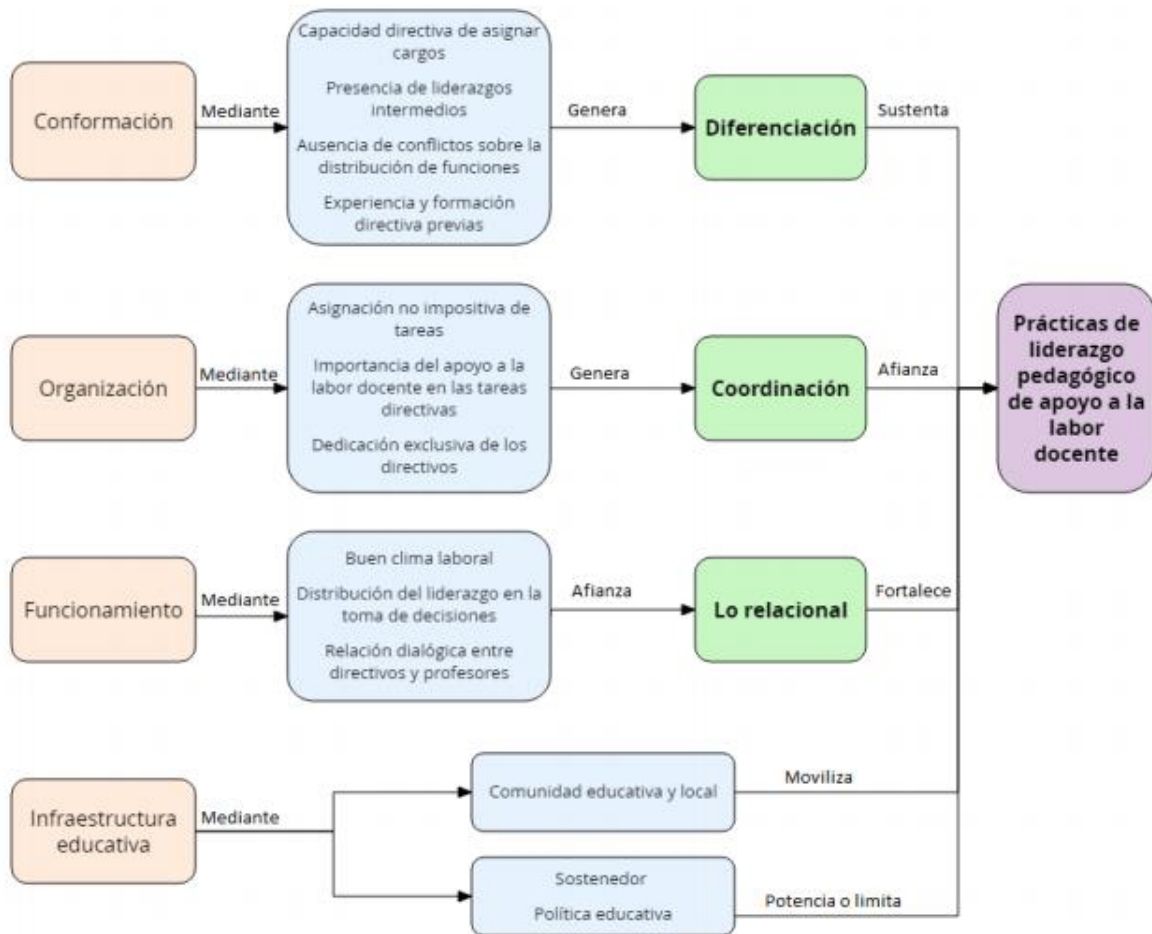 Conformación
Mediante
Capacidad directiva de asignar
cargos
Presencia de liderazgos
intermedios
Ausencia de conflictos sobre la
distribución de funciones
Experiencia y formación
directiva previas
Genera
Diferenciación
Sustenta
Organización
Mediante
Asignación no impositiva de
tareas
Importancia del apoyo a la
labor docente en las tareas
directivas
Dedicación exclusiva de los
directivos
Genera
Coordinación
Afianza
Prácticas de
liderazgo
pedagógico
de apoyo a la
labor
docente
Funcionamiento
Mediante
Buen clima laboral
Distribución del liderazgo en la
toma de decisiones
Relación dialógica entre
directivos y profesores
Afianza
Lo relacional
Fortalece
Infraestructura
educativa
Mediante
Comunidad educativa y local
Moviliza
Sostenedor
Política educativa
Potencia o limita